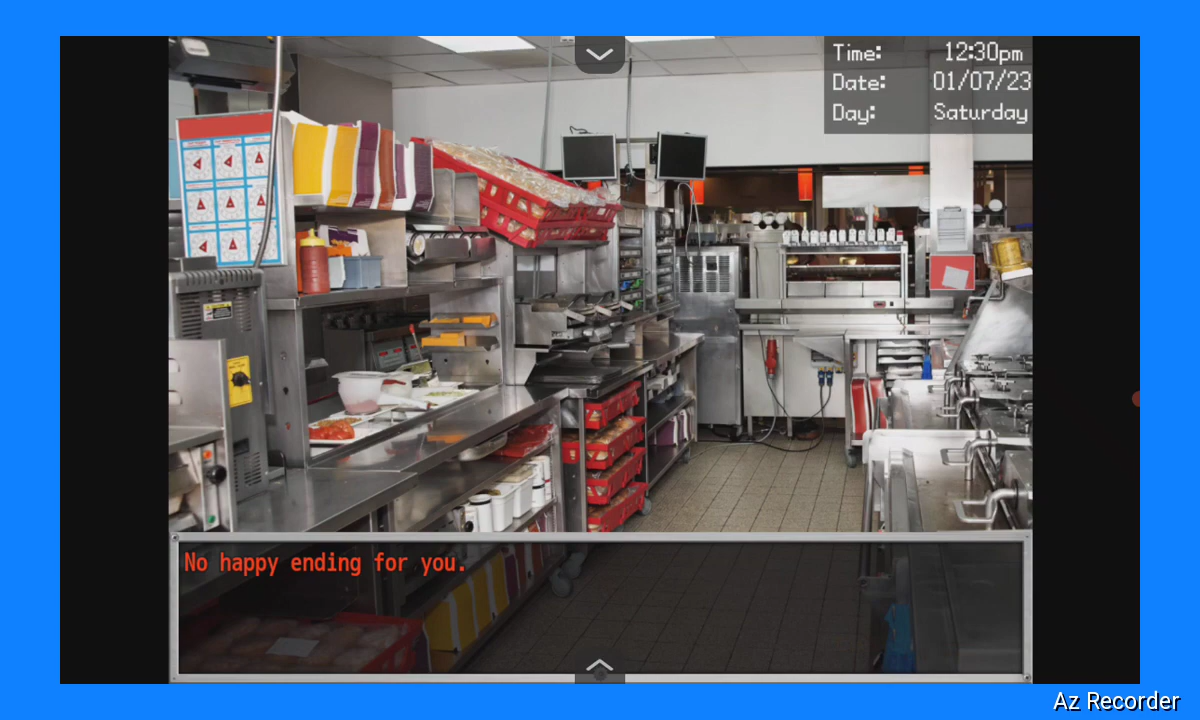 Time: 12:30pm
Date: 01/07/23
Day: Saturday
No happy ending for you.
Az Recorder